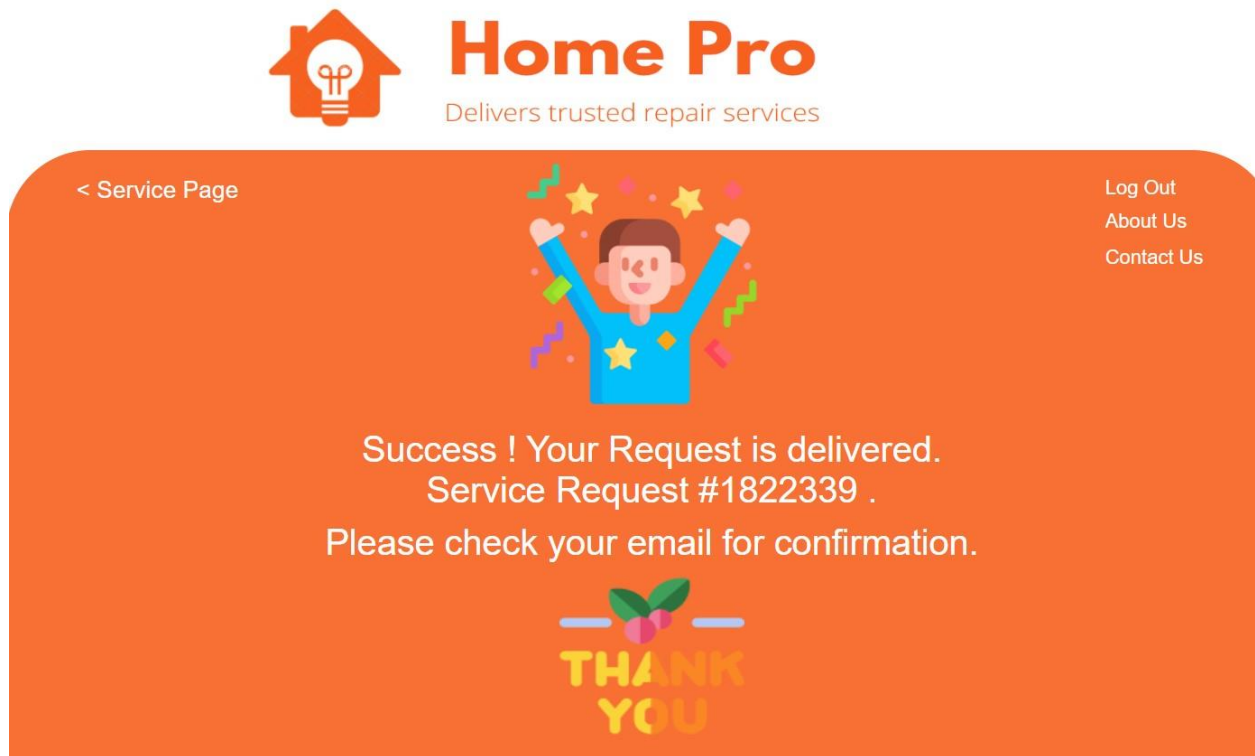 Home Pro
Delivers trusted repair services
< Service Page
Log Out
About Us
Contact Us
Success ! Your Request is delivered.
Service Request #1822339 .
Please check your email for confirmation.
THANK
YOU